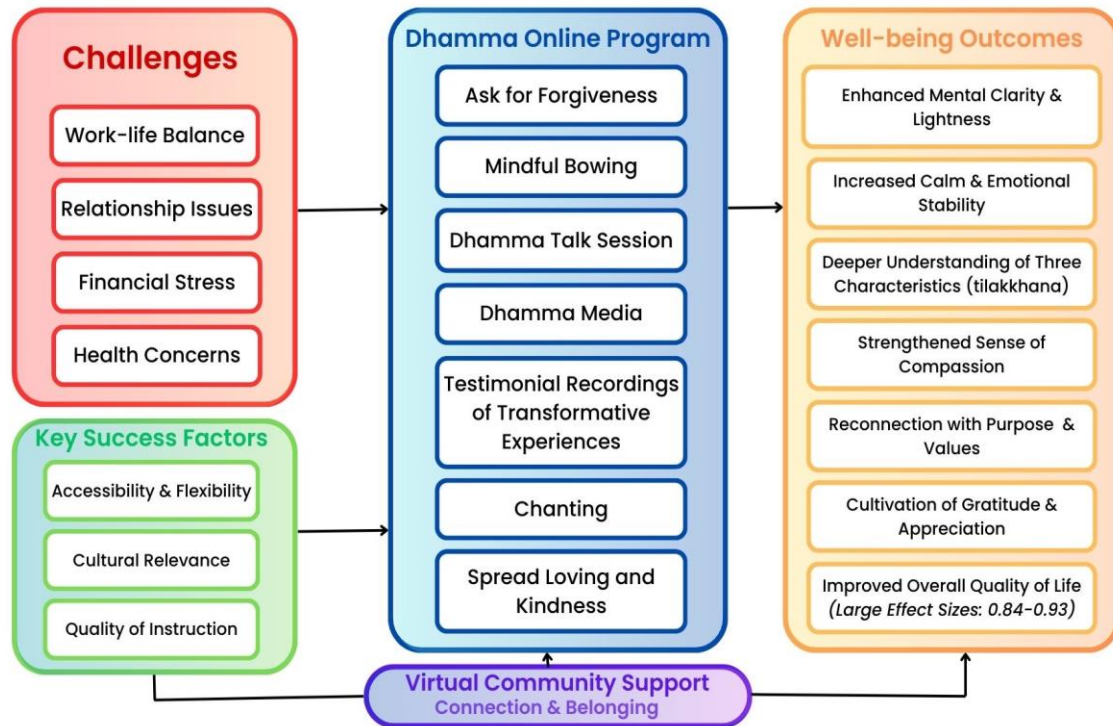 Challenges
Work-life Balance
Relationship Issues
Financial Stress
Health Concerns
Key Success Factors
Accessibility & Flexibility
Cultural Relevance
Quality of Instruction
Dhamma Online Program
Ask for Forgiveness
Mindful Bowing
Dhamma Talk Session
Dhamma Media
Testimonial Recordings
of Transformative
Experiences
Chanting
Spread Loving and
Kindness
Well-being Outcomes
Enhanced Mental Clarity &
Lightness
Increased Calm & Emotional
Stability
Deeper Understanding of Three
Characteristics (tilakkhana)
Strengthened Sense of
Compassion
Reconnection with Purpose & 
Values
Cultivation of Gratitude &
Appreciation
Improved Overall Quality of Life
(Large Effect Sizes: 0.84-0.93)
Virtual Community Support
Connection & Belonging